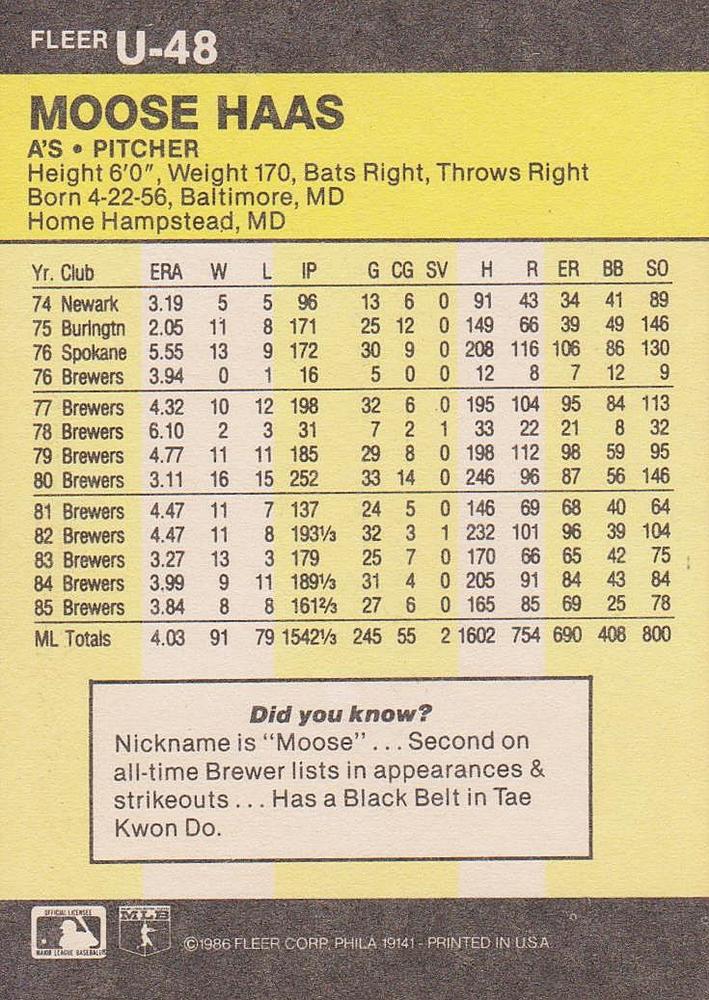 FLEER U-48
MOOSE HAAS
A'S • PITCHER
Height 6'0", Weight 170, Bats Right, Throws Right
Born 4-22-56, Baltimore, MD
Home Hampstead, MD
Yr. Club ERA W L IP G CG SV H R ER BB SO
74 Newark 3.19 5 5 96 13 6 0 91 43 34 41 89
75 Burlngtn 2.05 11 8 171 25 12 0 149 66 39 49 146
76 Spokane 5.55 13 9 172 30 9 0 208 116 106 86 130
76 Brewers 3.94 0 1 16 5 0 0 12 8 7 12 9
77 Brewers 4.32 10 12 198 32 6 0 195 104 95 84 113
78 Brewers 6.10 2 3 31 7 2 1 33 22 21 8 32
79 Brewers 4.77 11 11 185 29 8 0 198 112 98 59 95
80 Brewers 3.11 16 15 252 33 14 0 246 96 87 56 146
81 Brewers 4.47 11 7 137 24 5 0 146 69 68 40 64
82 Brewers 4.47 11 8 193⅓ 32 3 1 232 101 96 39 104
83 Brewers 3.27 13 3 179 25 7 0 170 66 65 42 75
84 Brewers 3.99 9 11 189⅓ 31 4 0 205 91 84 43 84
85 Brewers 3.84 8 8 161⅔ 27 6 0 165 85 69 25 78
ML Totals 4.03 91 79 1542⅓ 245 55 2 1602 754 690 408 800
Did you know?
Nickname is "Moose" . . . Second on
all-time Brewer lists in appearances &
strikeouts . . . Has a Black Belt in Tae
Kwon Do.
OFFICIAL LICENSEE
MAJOR LEAGUE BASEBALL
MLB
©1986 FLEER CORP. PHILA 19141 - PRINTED IN U.S.A